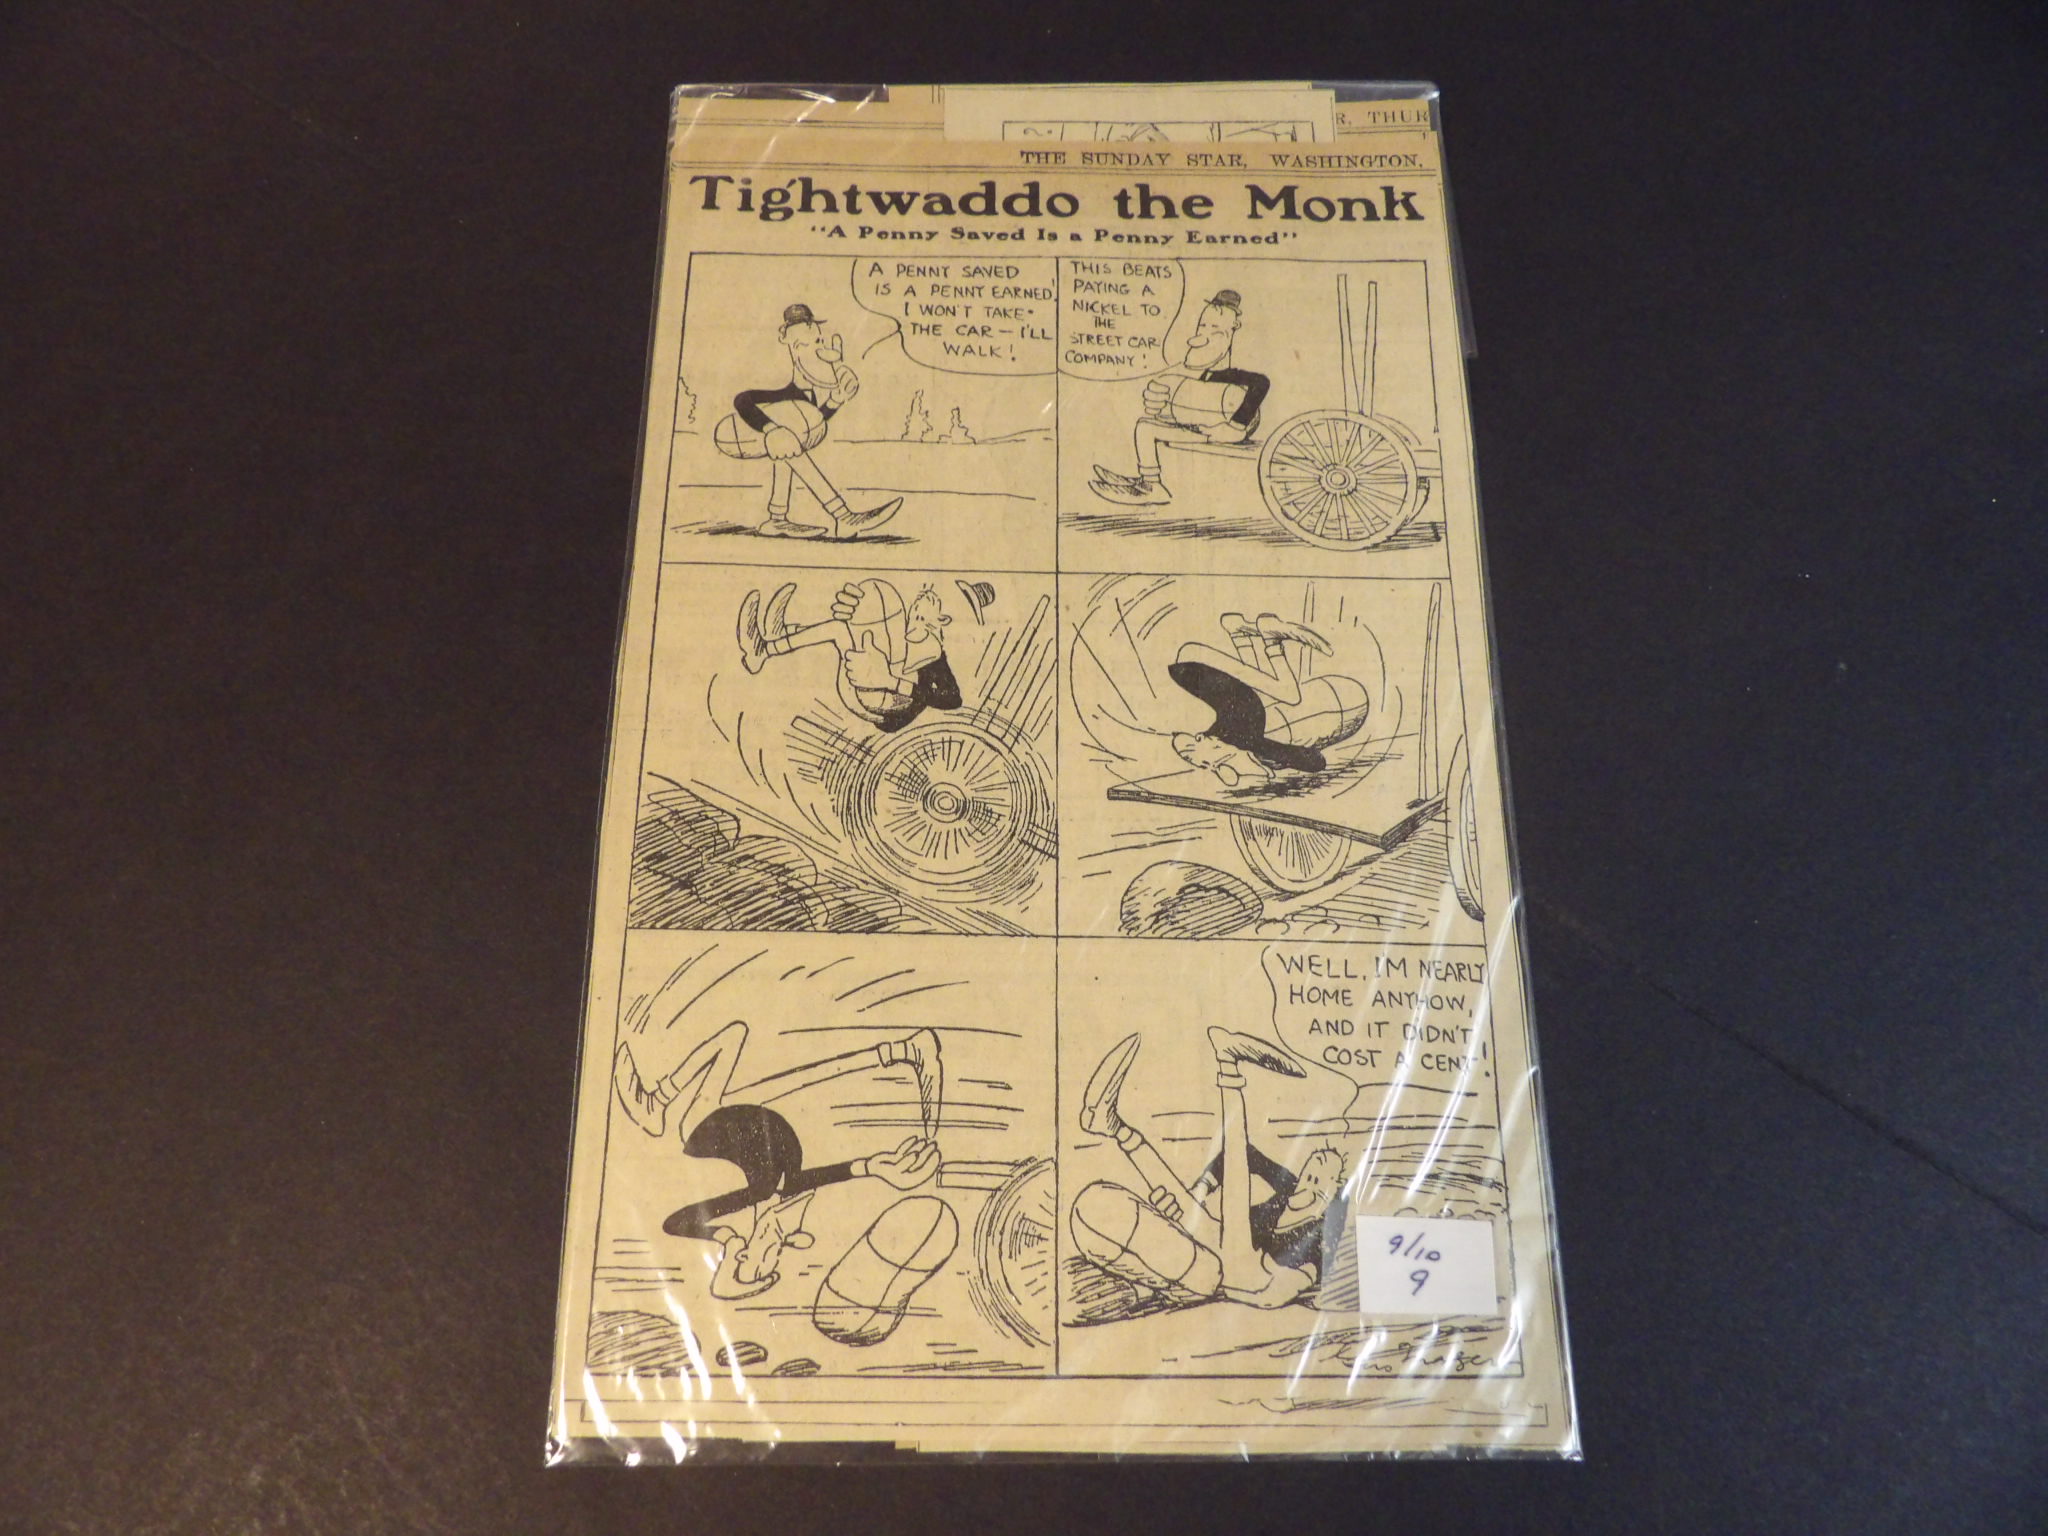 R, THUR
THE SUNDAY STAR, WASHINGTON,
Tightwaddo the Monk
"A Penny Saved Is a Penny Earned"
A PENNY SAVED
IS A PENNY EARNED!
I WON'T TAKE
THE CAR — I'LL
WALK!
THIS BEATS
PAYING A
NICKEL TO
THE
STREET CAR
COMPANY!
WELL, I'M NEARLY
HOME ANYHOW,
AND IT DIDN'T
COST A CENT!
9/10
9